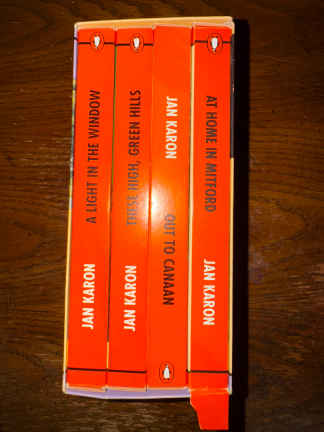 A LIGHT IN THE WINDOW
JAN KARON
THESE HIGH, GREEN HILLS
JAN KARON
JAN KARON
OUT TO CANAAN
AT HOME IN MITFORD
JAN KARON